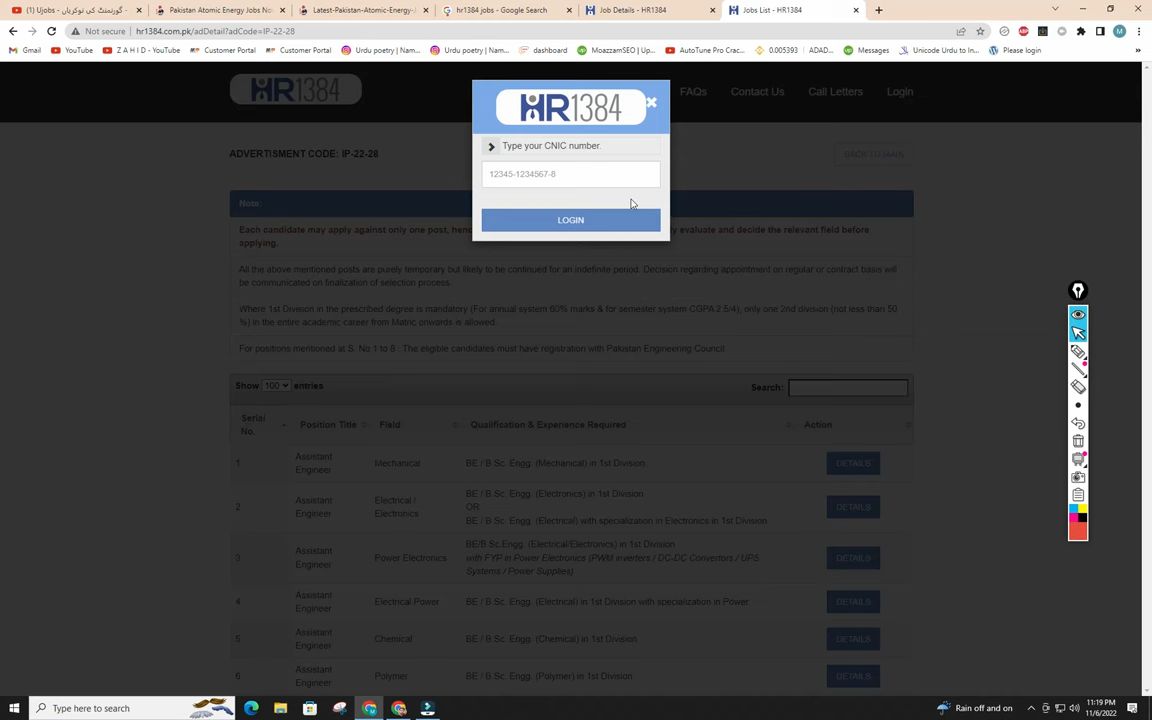 (1) Ujobs - گورنمنٹ کی نوکریاں
Pakistan Atomic Energy Jobs No
Latest-Pakistan-Atomic-Energy-J
hr1384 jobs - Google Search
Job Details - HR1384
Jobs List - HR1384
Not secure
hr1384.com.pk/adDetail?adCode=IP-22-28
Gmail
YouTube
Z A H I D - YouTube
Customer Portal
Customer Portal
Urdu poetry | Nam...
Urdu poetry | Nam...
dashboard
MoazzamSEO | Up...
AutoTune Pro Crac...
0.005393
ADAD...
Messages
Unicode Urdu to In...
Please login
HR1384
HR1384
FAQs
Contact Us
Call Letters
Login
Type your CNIC number.
12345-1234567-8
LOGIN
ADVERTISMENT CODE: IP-22-28
BACK TO MAIN
Note:
Each candidate may apply against only one post, hen
y evaluate and decide the relevant field before
applying.
All the above mentioned posts are purely temporary but likely to be continued for an indefinite period. Decision regarding appointment on regular or contract basis will
be communicated on finalization of selection process.
Where 1st Division in the prescribed degree is mandatory (For annual system 60% marks & for semester system CGPA 2.5/4), only one 2nd division (not less than 50
%) in the entire academic career from Matric onwards is allowed.
For positions mentioned at S. No 1 to 8 : The eligible candidates must have registration with Pakistan Engineering Council
Show 100 entries
Search:
Serial No.
Position Title
Field
Qualification & Experience Required
Action
1
Assistant Engineer
Mechanical
BE / B.Sc. Engg. (Mechanical) in 1st Division
DETAILS
2
Assistant Engineer
Electrical / Electronics
BE / B.Sc. Engg. (Electronics) in 1st Division
OR
BE / B.Sc. Engg. (Electrical) with specialization in Electronics in 1st Division
DETAILS
3
Assistant Engineer
Power Electronics
BE/B.Sc.Engg. (Electrical/Electronics) in 1st Division
with FYP in Power Electronics (PWM inverters / DC-DC Convertors / UPS
Systems / Power Supplies)
DETAILS
4
Assistant Engineer
Electrical Power
BE / B.Sc. Engg. (Electrical) in 1st Division with specialization in Power
DETAILS
5
Assistant Engineer
Chemical
BE / B.Sc. Engg. (Chemical) in 1st Division
DETAILS
6
Assistant Engineer
Polymer
BE / B.Sc. Engg. (Polymer) in 1st Division
DETAILS
Type here to search
Rain off and on
11:19 PM
11/6/2022